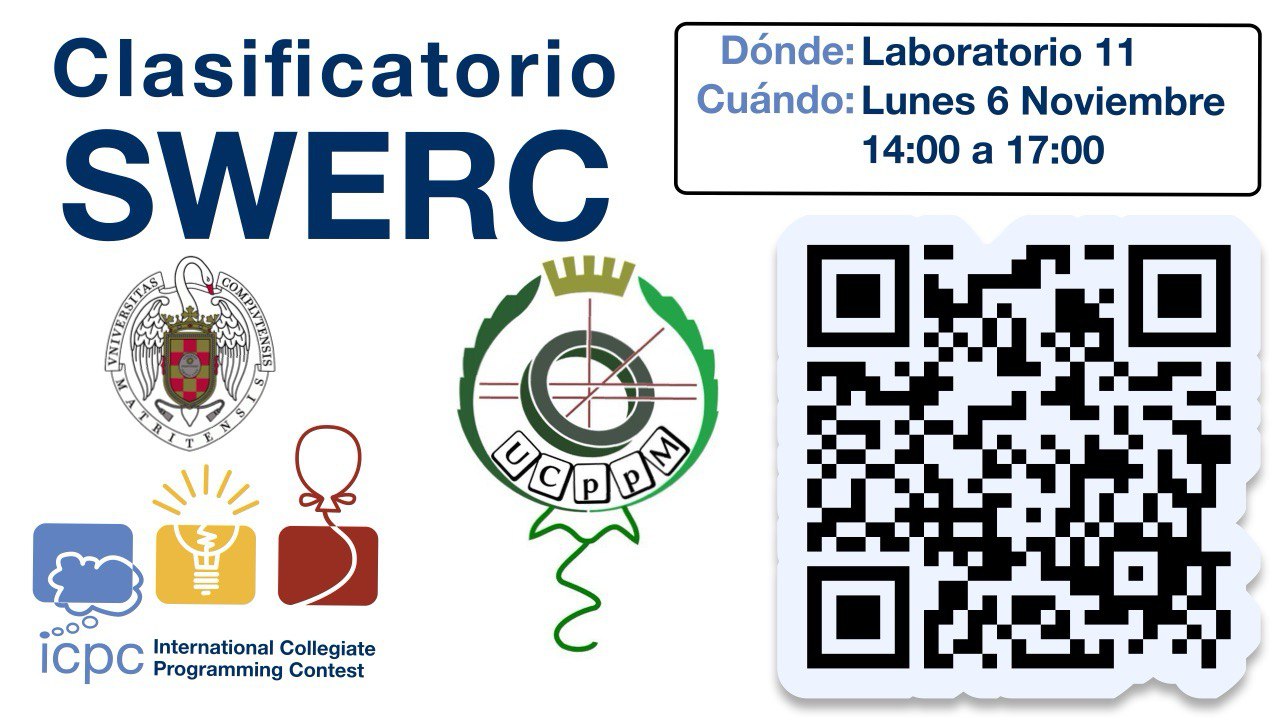 Clasificatorio
SWERC
Dónde: Laboratorio 11
Cuándo: Lunes 6 Noviembre
14:00 a 17:00
VNIVERSITAS COMPLVTENSIS
MATRITENSIS
UCppM
icpc International Collegiate
Programming Contest